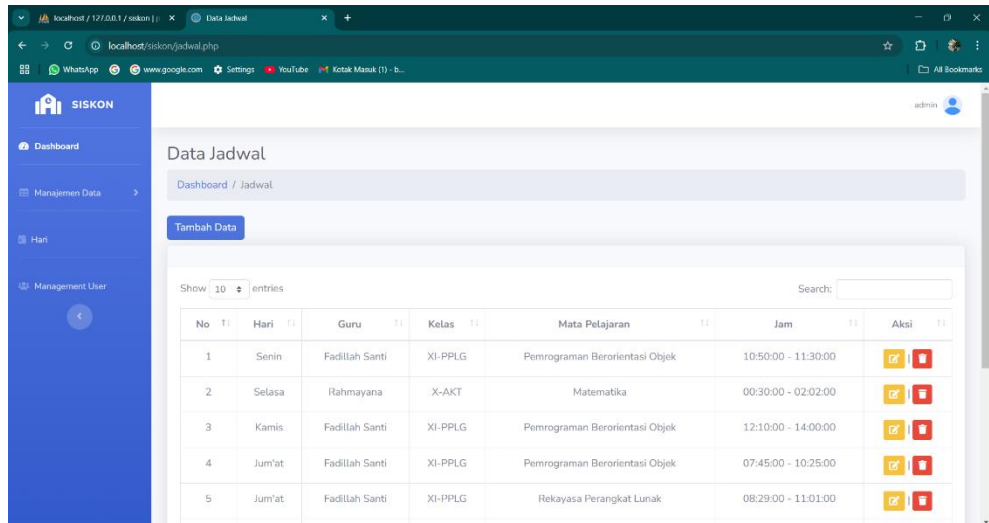 localhost / 127.0.0.1 / siskon | p
Data Jadwal
localhost/siskon/jadwal.php
WhatsApp
www.google.com
Settings
YouTube
Kotak Masuk (1) - b...
All Bookmarks
SISKON
admin
Dashboard
Manajemen Data
Hari
Management User
Data Jadwal
Dashboard / Jadwal
Tambah Data
Show 10 entries
Search:
No Hari Guru Kelas Mata Pelajaran Jam Aksi
1 Senin Fadillah Santi XI-PPLG Pemrograman Berorientasi Objek 10:50:00 - 11:30:00 |
2 Selasa Rahmayana X-AKT Matematika 00:30:00 - 02:02:00 |
3 Kamis Fadillah Santi XI-PPLG Pemrograman Berorientasi Objek 12:10:00 - 14:00:00 |
4 Jum'at Fadillah Santi XI-PPLG Pemrograman Berorientasi Objek 07:45:00 - 10:25:00 |
5 Jum'at Fadillah Santi XI-PPLG Rekayasa Perangkat Lunak 08:29:00 - 11:01:00 |